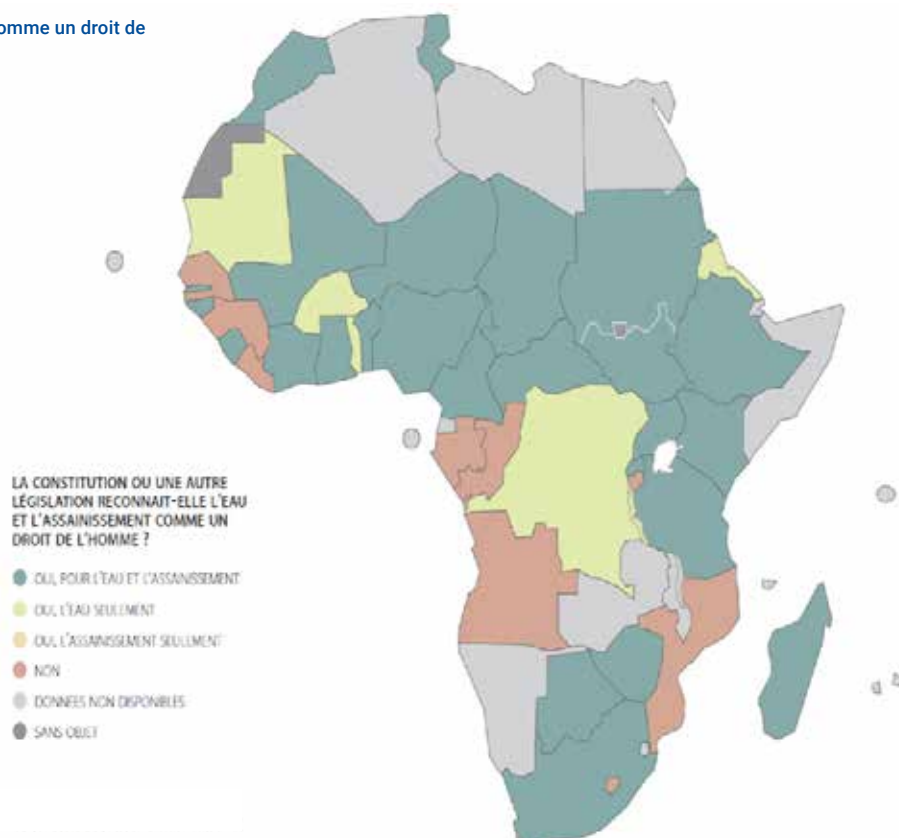 omme un droit de
LA CONSTITUTION OU UNE AUTRE
LÉGISLATION RECONNAIT-ELLE L'EAU
ET L'ASSAINISSEMENT COMME UN
DROIT DE L'HOMME ?
OUI, POUR L'EAU ET L'ASSAINISSEMENT
OUI, L'EAU SEULEMENT
OUI, L'ASSAINISSEMENT SEULEMENT
NON
DONNEES NON DISPONIBLES
SANS OBJET